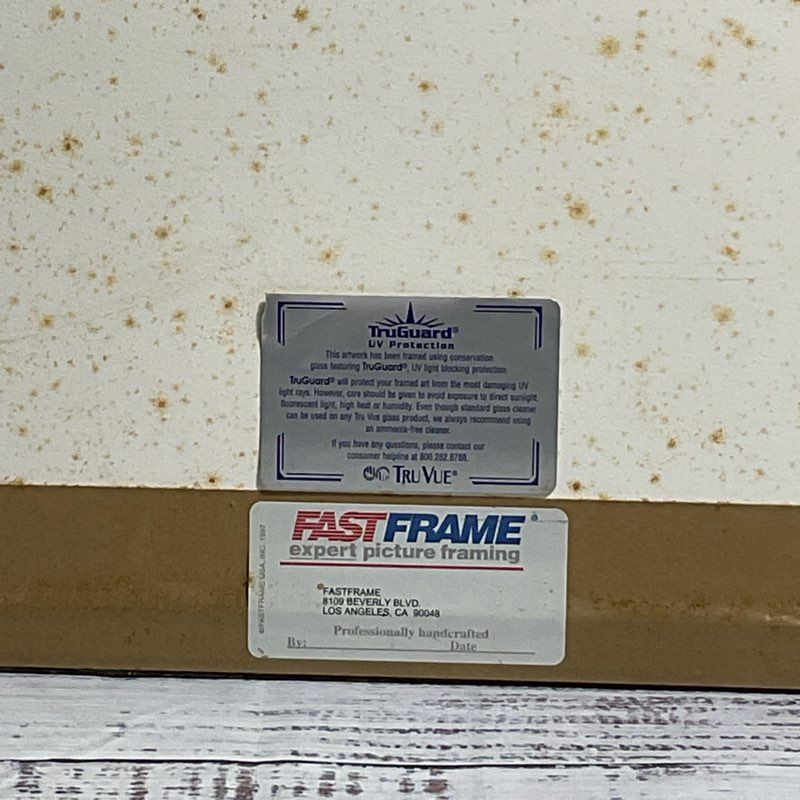 TruGuard®
UV Protection
This artwork has been framed using conservation
glass featuring TruGuard®, UV light blocking protection.
TruGuard® will protect your framed art from the most damaging UV
light rays. However, care should be given to avoid exposure to direct sunlight,
fluorescent light, high heat or humidity. Even though standard glass cleaner
can be used on any Tru Vue glass product, we always recommend using
an ammonia-free cleaner.
If you have any questions, please contact our
consumer helpline at 800.282.8788.
TRU VUE®
FASTFRAME®
expert picture framing
©FASTFRAME USA, INC. 1997
FASTFRAME
8109 BEVERLY BLVD.
LOS ANGELES, CA 90048
Professionally handcrafted
By: Date